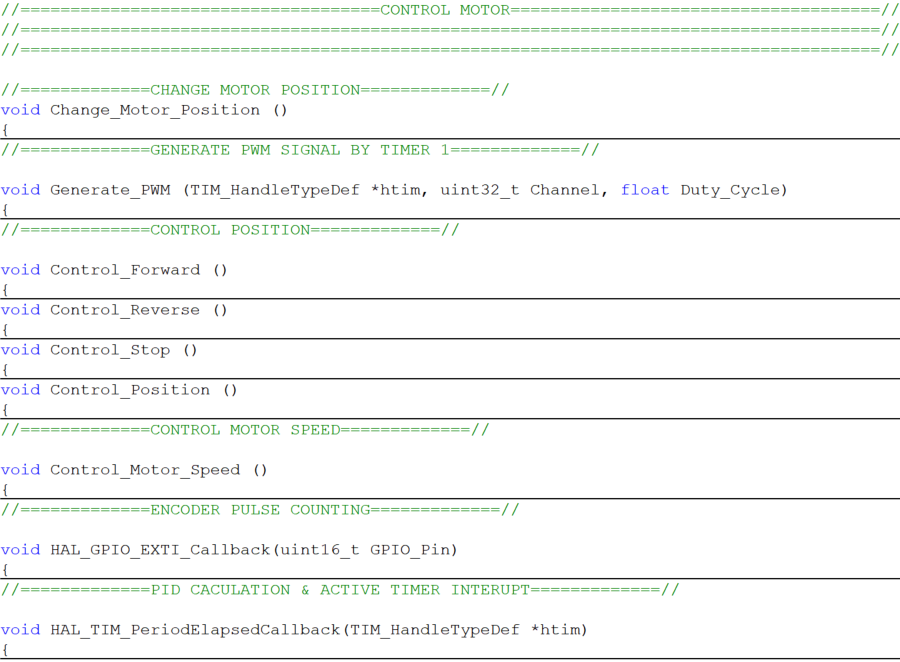 //====================================CONTROL MOTOR=====================================//
//======================================================================================//
//======================================================================================//
//=============CHANGE MOTOR POSITION=============//
void Change_Motor_Position ()
{
//=============GENERATE PWM SIGNAL BY TIMER 1=============//
void Generate_PWM (TIM_HandleTypeDef *htim, uint32_t Channel, float Duty_Cycle)
{
//=============CONTROL POSITION=============//
void Control_Forward ()
{
void Control_Reverse ()
{
void Control_Stop ()
{
void Control_Position ()
{
//=============CONTROL MOTOR SPEED=============//
void Control_Motor_Speed ()
{
//=============ENCODER PULSE COUNTING=============//
void HAL_GPIO_EXTI_Callback(uint16_t GPIO_Pin)
{
//=============PID CACULATION & ACTIVE TIMER INTERUPT=============//
void HAL_TIM_PeriodElapsedCallback(TIM_HandleTypeDef *htim)
{